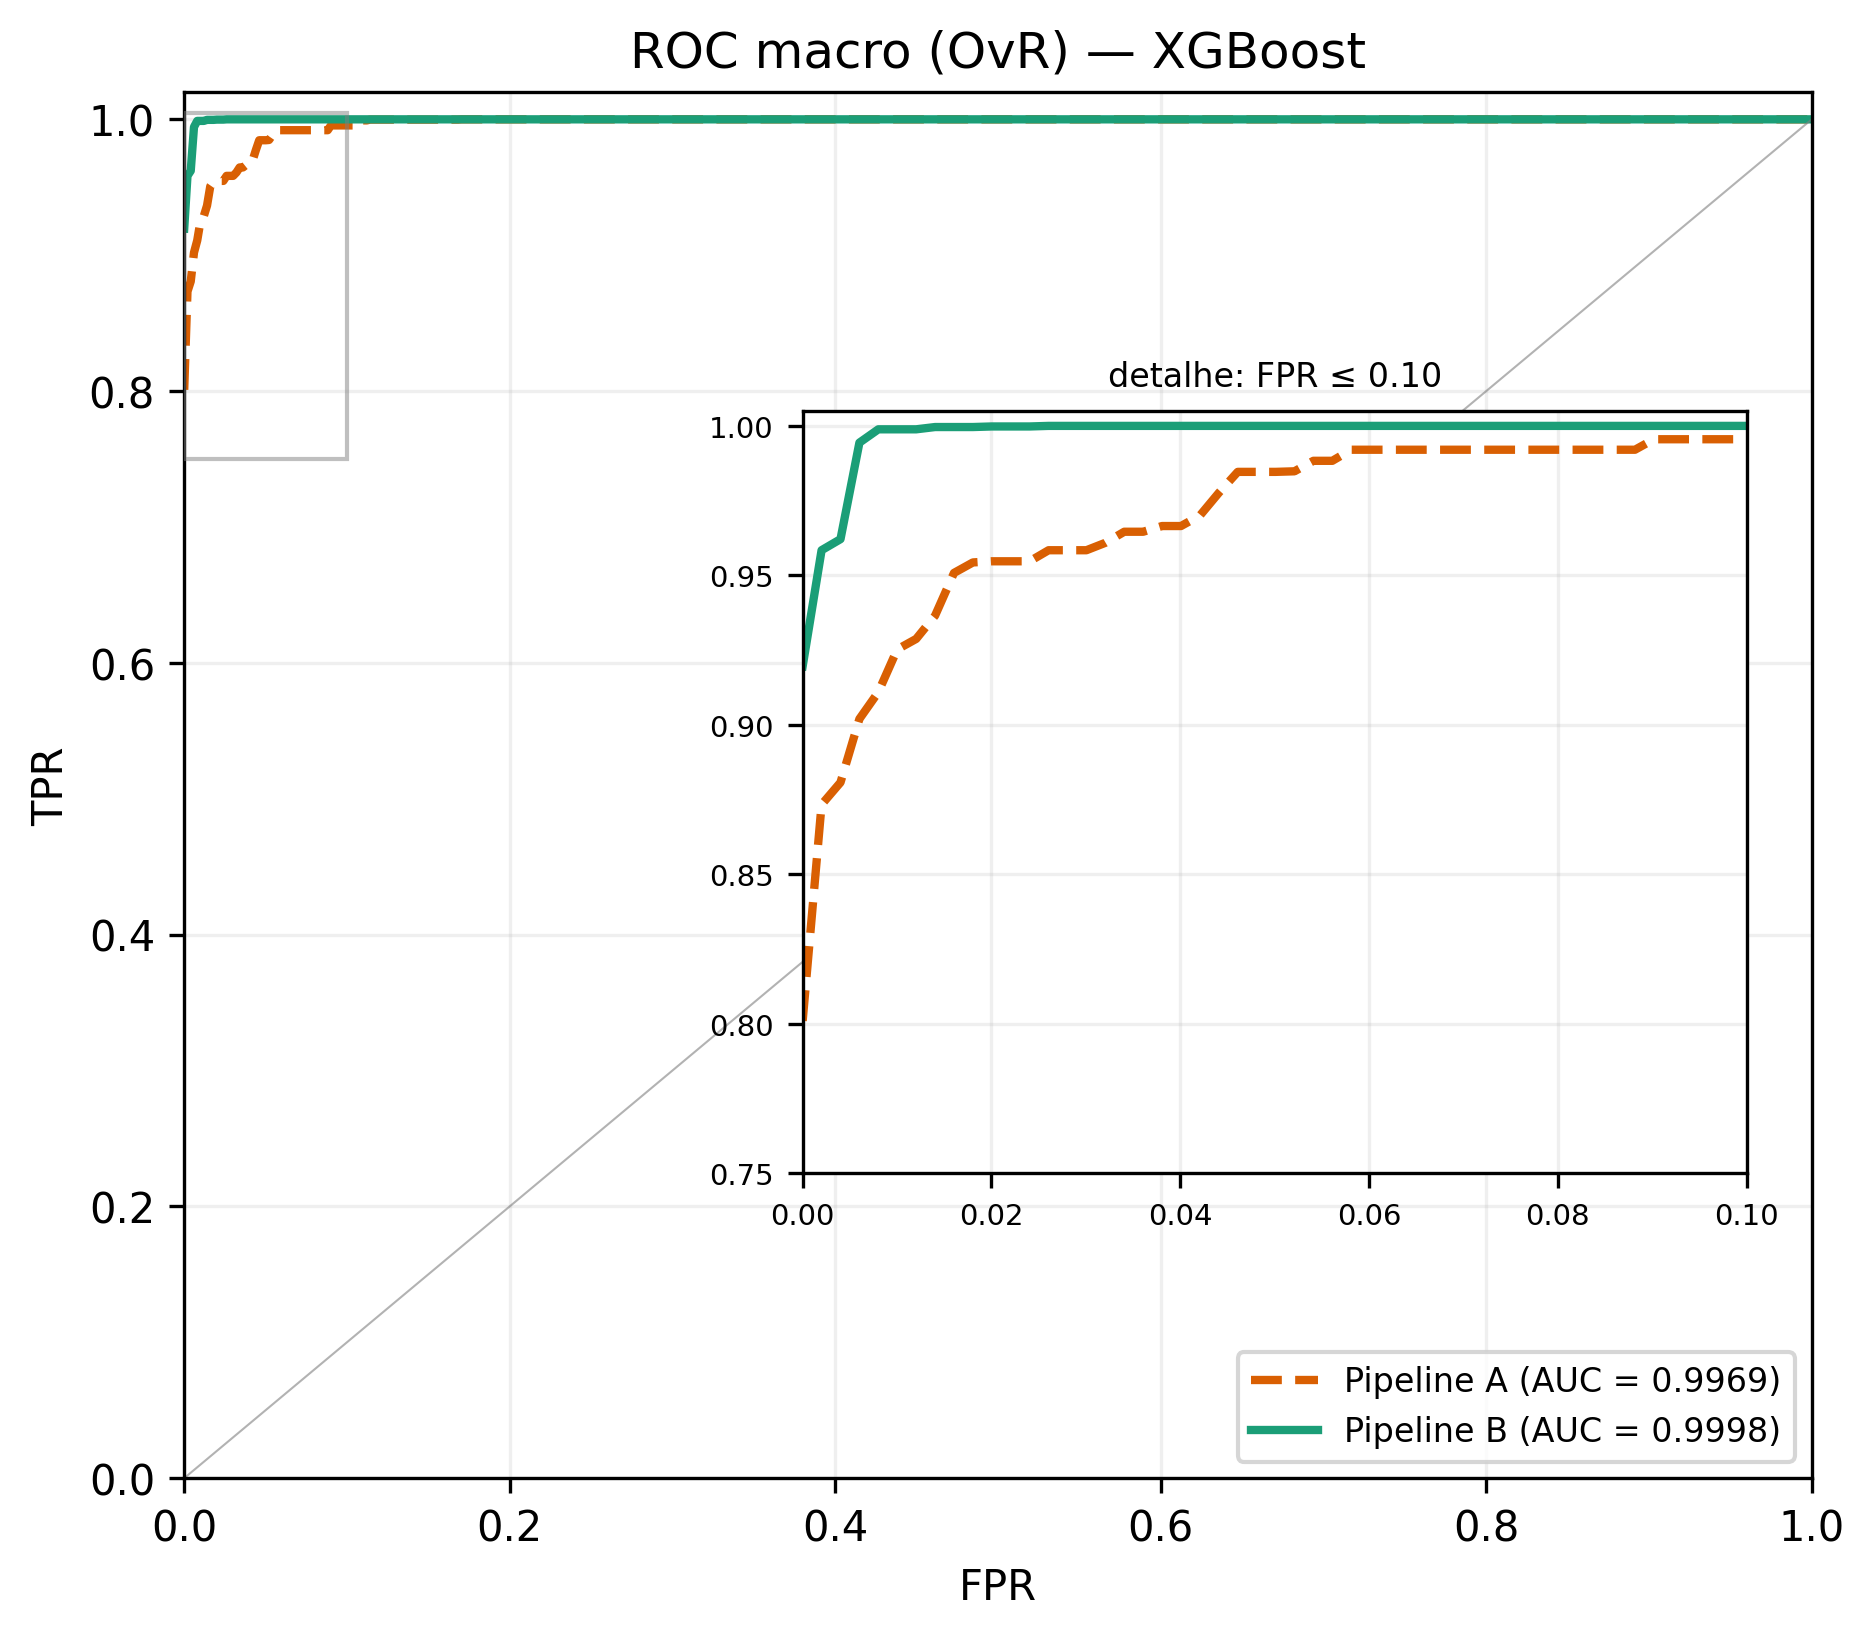 ROC macro (OvR) — XGBoost
1.0
0.8
0.6
0.4
0.2
0.0
TPR
detalhe: FPR ≤ 0.10
1.00
0.95
0.90
0.85
0.80
0.75
0.00 0.02 0.04 0.06 0.08 0.10
Pipeline A (AUC = 0.9969)
Pipeline B (AUC = 0.9998)
0.0 0.2 0.4 0.6 0.8 1.0
FPR